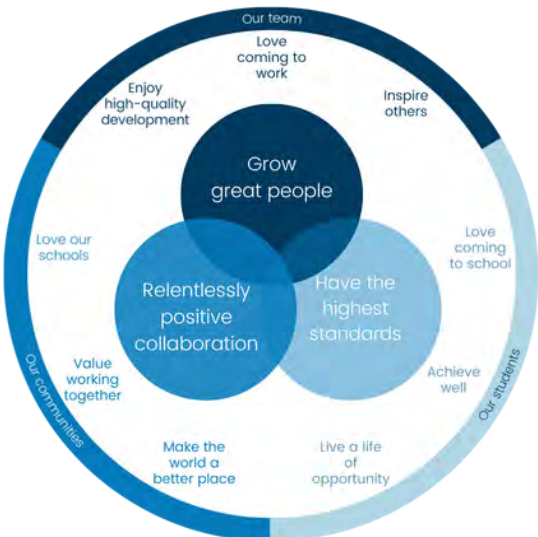 Our team
Love
coming to
work
Enjoy
high-quality
development
Inspire
others
Grow
great people
Love our
schools
Love
coming
to school
Relentlessly
positive
collaboration
Have the
highest
standards
Value
working
together
Achieve
well
Our communities
Our students
Make the
world a
better place
Live a life
of
opportunity